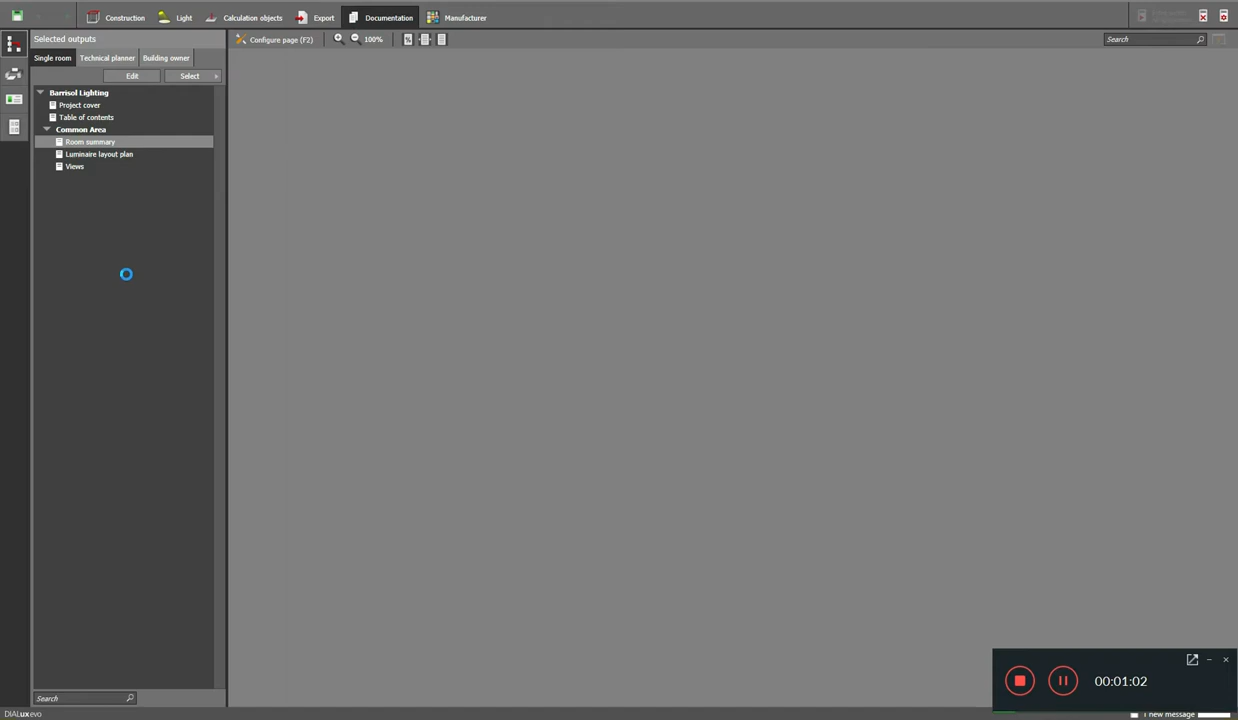 Construction Light Calculation objects Export Documentation Manufacturer
Selected outputs
Configure page (F2) 100% Search
Single room Technical planner Building owner
Edit Select
Barrisol Lighting
Project cover
Table of contents
Common Area
Room summary
Luminaire layout plan
Views
00:01:02
Search
DIALux evo
1 new message